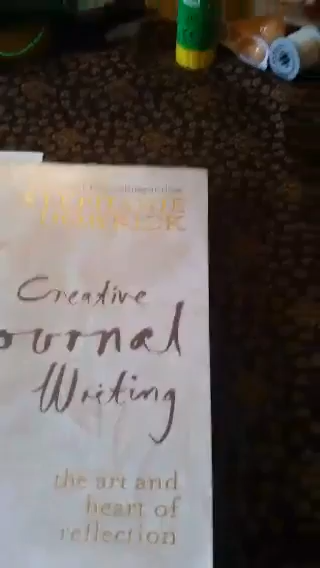 Creative
ournal
Writing
the art and
heart of
reflection